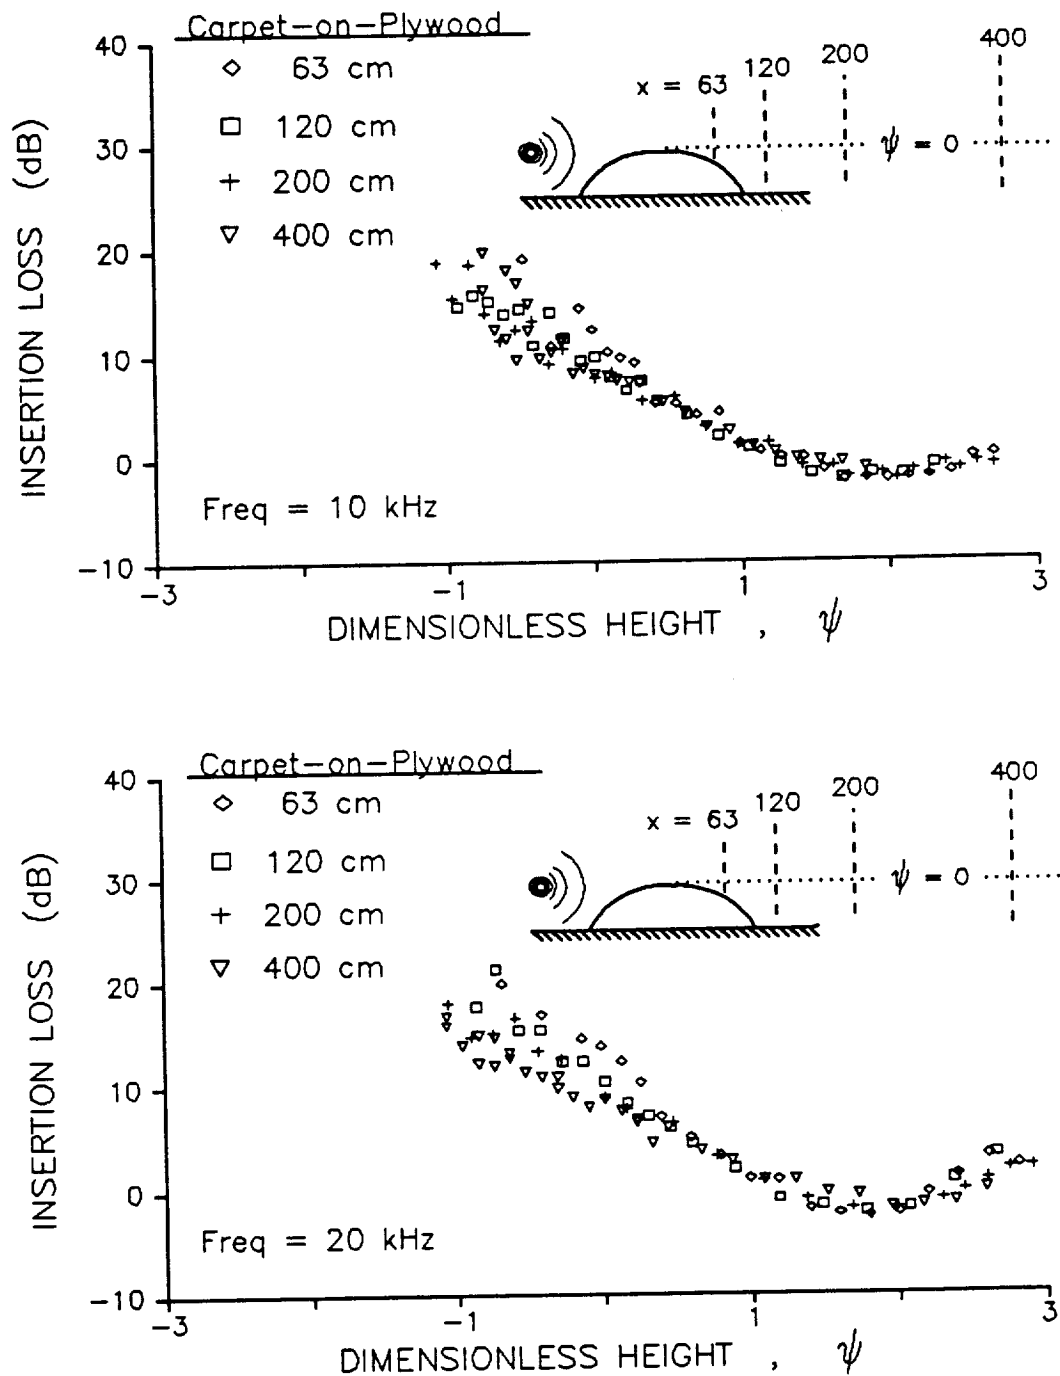 Carpet-on-Plywood
40
63 cm
120 cm
200 cm
400 cm
x = 63
120
200
400
ψ = 0
30
20
10
0
-10
INSERTION LOSS (dB)
Freq = 10 kHz
-3
-1
1
3
DIMENSIONLESS HEIGHT , ψ
Carpet-on-Plywood
40
63 cm
120 cm
200 cm
400 cm
x = 63
120
200
400
ψ = 0
30
20
10
0
-10
INSERTION LOSS (dB)
Freq = 20 kHz
-3
-1
1
3
DIMENSIONLESS HEIGHT , ψ